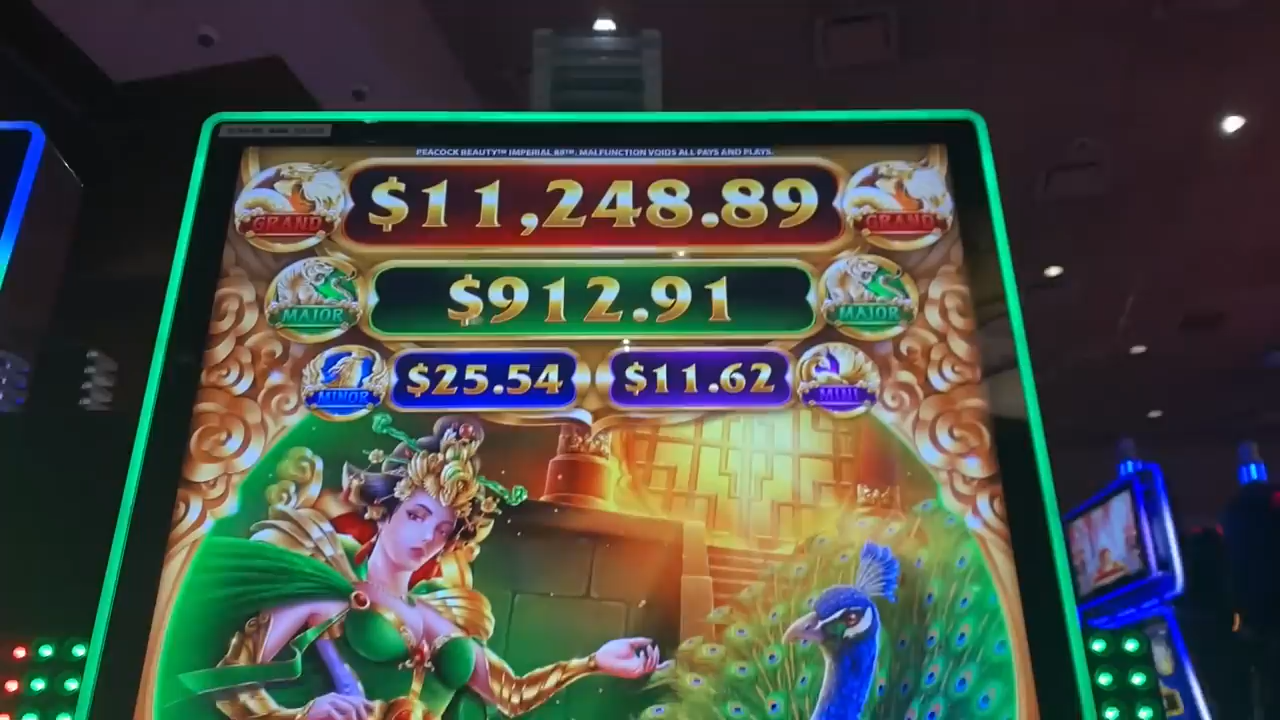 PEACOCK BEAUTY™ IMPERIAL 88™. MALFUNCTION VOIDS ALL PAYS AND PLAYS.
GRAND $11,248.89 GRAND
MAJOR $912.91 MAJOR
MINOR $25.54 $11.62 MINI